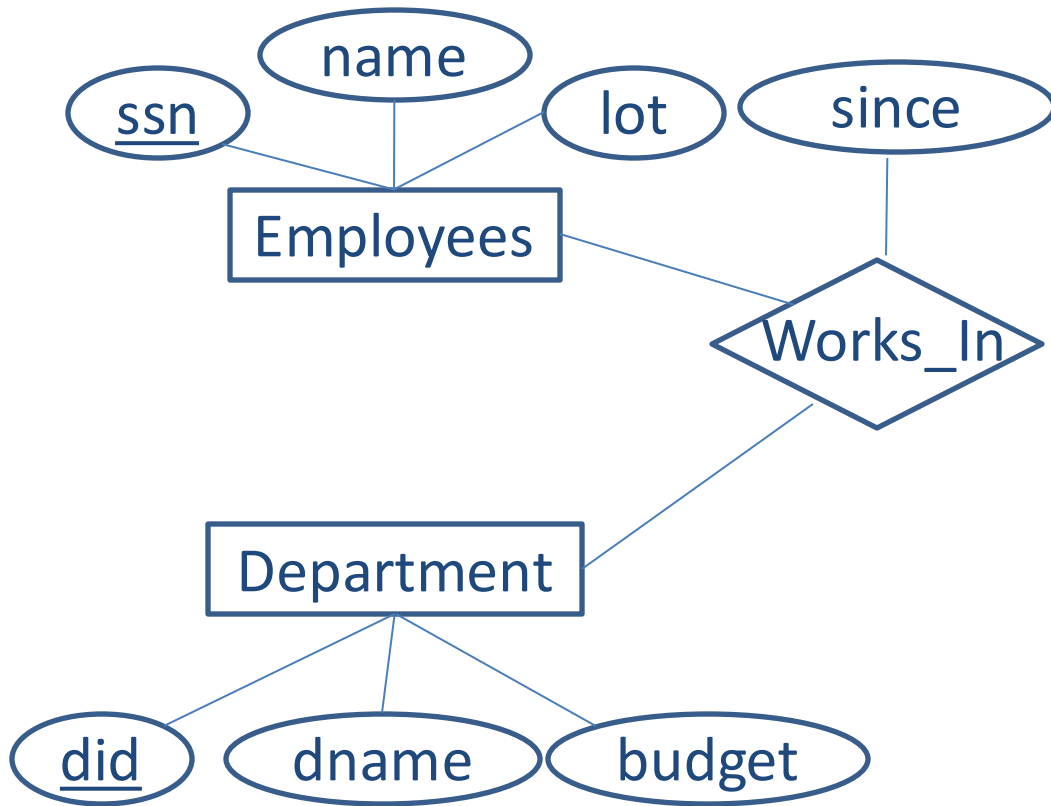 name
ssn
lot
since
Employees
Works_In
Department
did
dname
budget